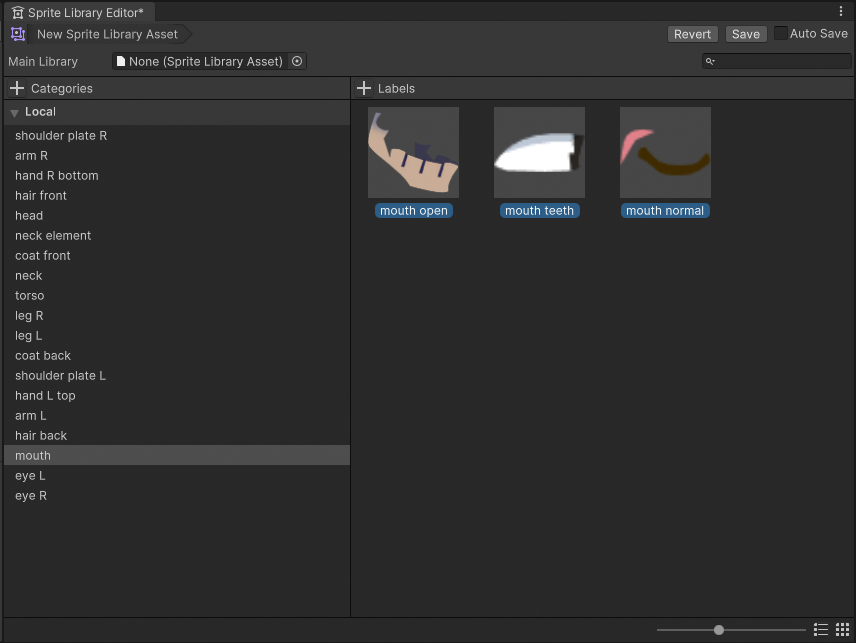 Sprite Library Editor*
New Sprite Library Asset
Revert
Save
Auto Save
Main Library
None (Sprite Library Asset)
Categories
Labels
Local
shoulder plate R
arm R
hand R bottom
hair front
head
neck element
coat front
neck
torso
leg R
leg L
coat back
shoulder plate L
hand L top
arm L
hair back
mouth
eye L
eye R
mouth open
mouth teeth
mouth normal